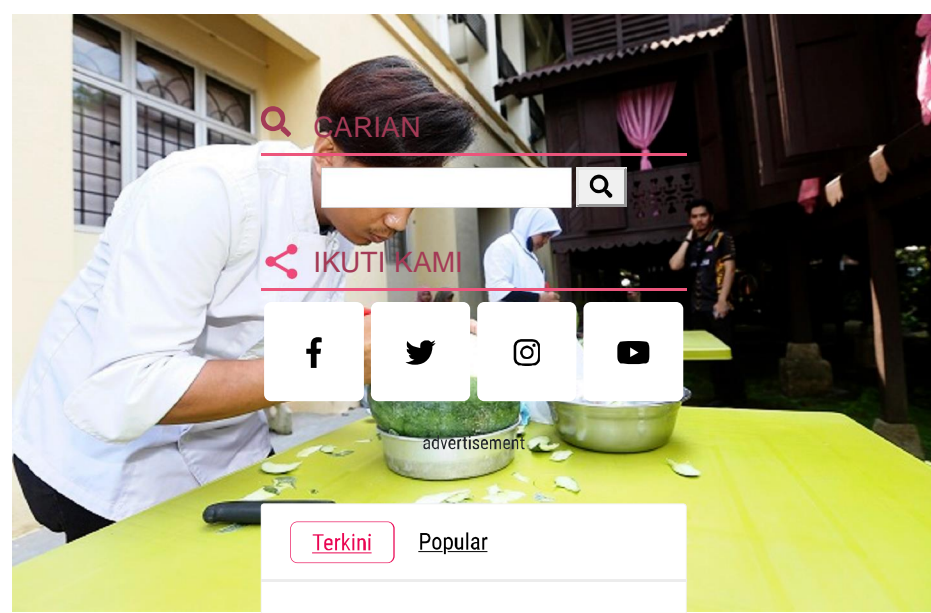 CARIAN
IKUTI KAMI
advertisement
Terkini
Popular